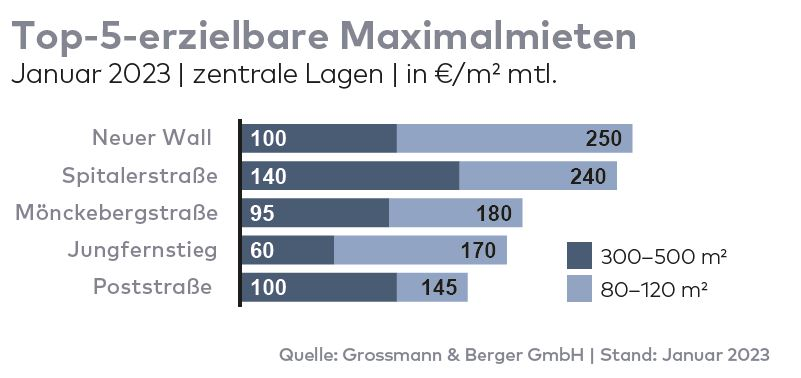 Top-5-erzielbare Maximalmieten
Januar 2023 | zentrale Lagen | in €/m² mtl.
Neuer Wall 100 250
Spitalerstraße 140 240
Mönckebergstraße 95 180
Jungfernstieg 60 170
Poststraße 100 145
300–500 m²
80–120 m²
Quelle: Grossmann & Berger GmbH | Stand: Januar 2023